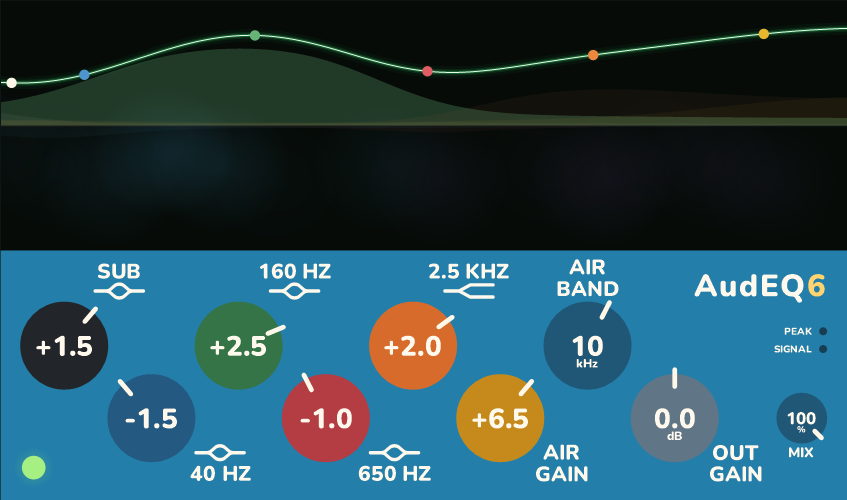 SUB
160 HZ
2.5 KHZ
AIR
BAND
AudEQ6
PEAK
SIGNAL
+1.5
+2.5
+2.0
10
kHz
-1.5
-1.0
+6.5
0.0
dB
100
%
MIX
40 HZ
650 HZ
AIR
GAIN
OUT
GAIN